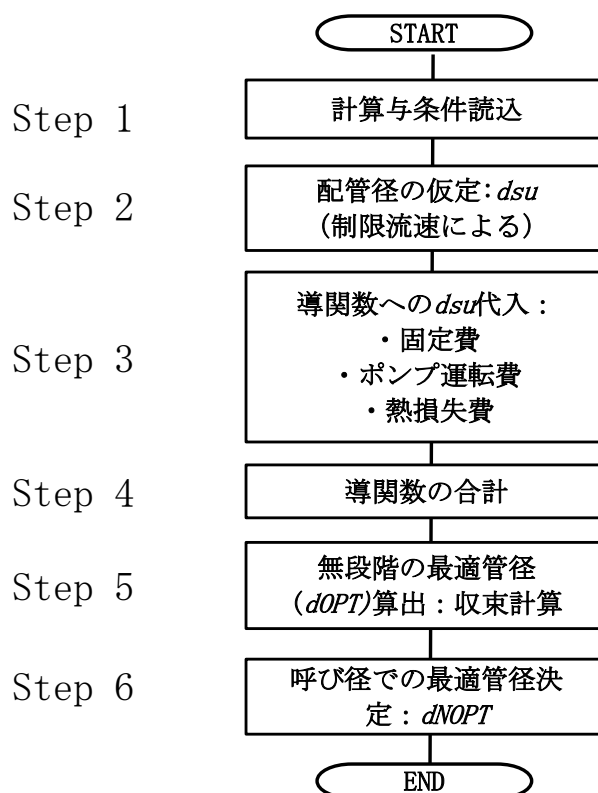 START
Step 1
計算与条件読込
Step 2
配管径の仮定：dsu
（制限流速による）
Step 3
導関数へのdsu代入：
・固定費
・ポンプ運転費
・熱損失費
Step 4
導関数の合計
Step 5
無段階の最適管径
(dOPT)算出：収束計算
Step 6
呼び径での最適管径決
定：dNOPT
END